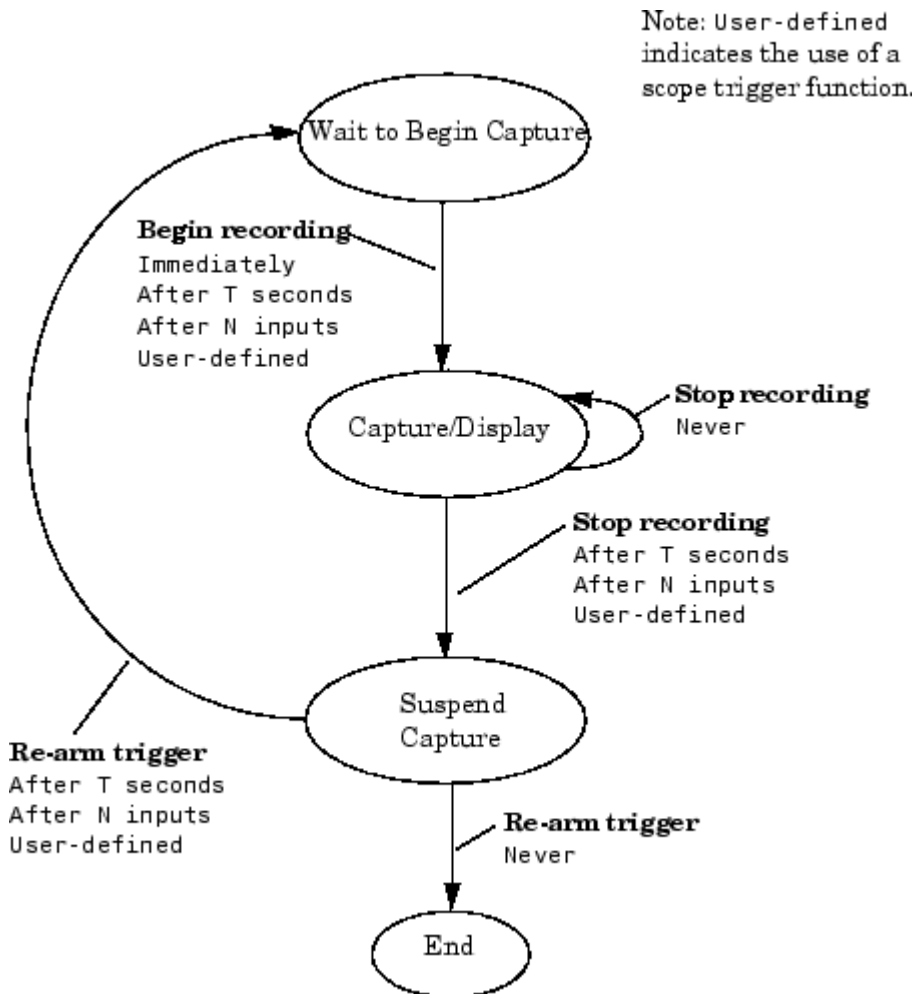 Note: User-defined
indicates the use of a
scope trigger function.
Wait to Begin Capture
Begin recording
Immediately
After T seconds
After N inputs
User-defined
Capture/Display
Stop recording
Never
Stop recording
After T seconds
After N inputs
User-defined
Suspend
Capture
Re-arm trigger
After T seconds
After N inputs
User-defined
Re-arm trigger
Never
End